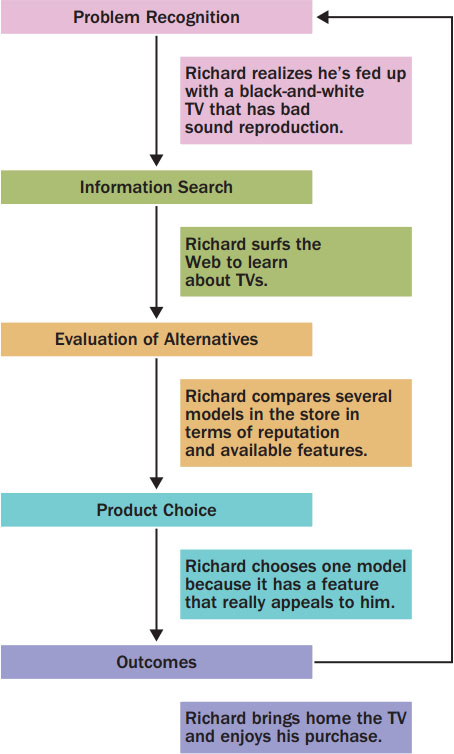 Problem Recognition
Richard realizes he's fed up
with a black-and-white
TV that has bad
sound reproduction.
Information Search
Richard surfs the
Web to learn
about TVs.
Evaluation of Alternatives
Richard compares several
models in the store in
terms of reputation
and available features.
Product Choice
Richard chooses one model
because it has a feature
that really appeals to him.
Outcomes
Richard brings home the TV
and enjoys his purchase.